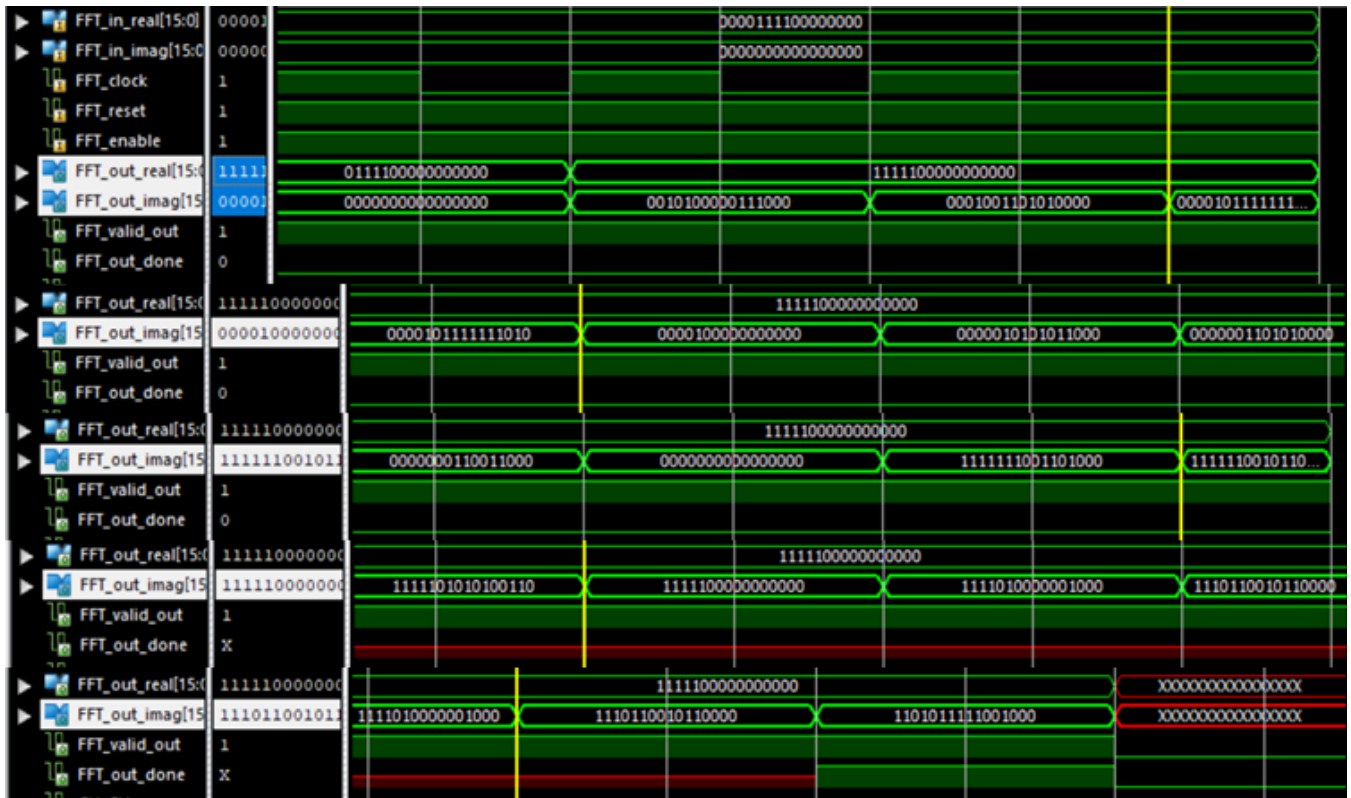 FFT_in_real[15:0] 00001 0000111100000000
FFT_in_imag[15:0 00000 0000000000000000
FFT_clock 1
FFT_reset 1
FFT_enable 1
FFT_out_real[15:0 11111 0111100000000000 1111100000000000
FFT_out_imag[15 00001 0000000000000000 0010100000111000 0001001101010000 0000101111111...
FFT_valid_out 1
FFT_out_done 0
FFT_out_real[15:0 111110000000 1111100000000000
FFT_out_imag[15 000010000000 0000101111111010 0000100000000000 0000010101011000 0000001101010000
FFT_valid_out 1
FFT_out_done 0
FFT_out_real[15:0 111110000000 1111100000000000
FFT_out_imag[15 111111001011 0000000110011000 0000000000000000 1111111001101000 1111110010110...
FFT_valid_out 1
FFT_out_done 0
FFT_out_real[15:0 111110000000 1111100000000000
FFT_out_imag[15 111110000000 1111101010100110 1111100000000000 1111010000001000 1110110010110000
FFT_valid_out 1
FFT_out_done X
FFT_out_real[15:0 111110000000 1111100000000000 XXXXXXXXXXXXXXXX
FFT_out_imag[15 111011001011 1111010000001000 1110110010110000 1101011111001000 XXXXXXXXXXXXXXXX
FFT_valid_out 1
FFT_out_done X